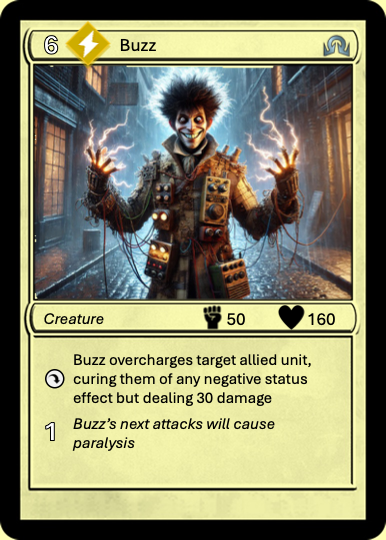 6 Buzz
Creature 50 160
Buzz overcharges target allied unit,
curing them of any negative status
effect but dealing 30 damage
1 Buzz's next attacks will cause
paralysis